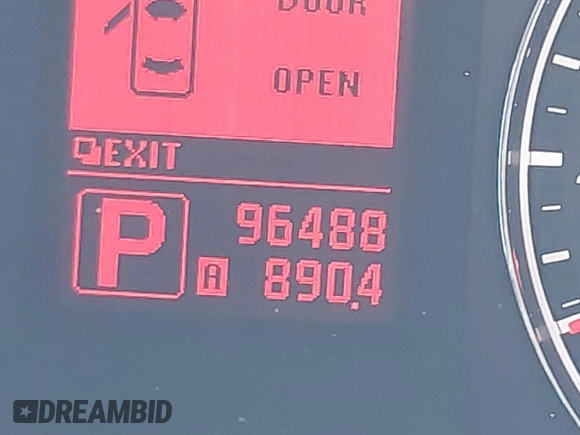 DOOR
OPEN
EXIT
P
96488
A 890.4
DREAMBID